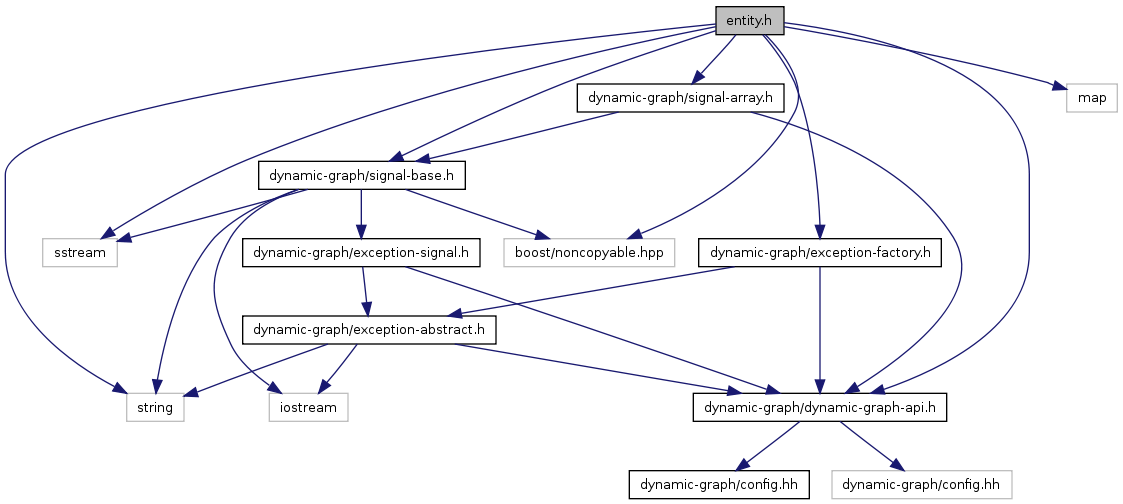 entity.h
dynamic-graph/signal-array.h
map
dynamic-graph/signal-base.h
sstream
dynamic-graph/exception-signal.h
boost/noncopyable.hpp
dynamic-graph/exception-factory.h
dynamic-graph/exception-abstract.h
string
iostream
dynamic-graph/dynamic-graph-api.h
dynamic-graph/config.hh
dynamic-graph/config.hh